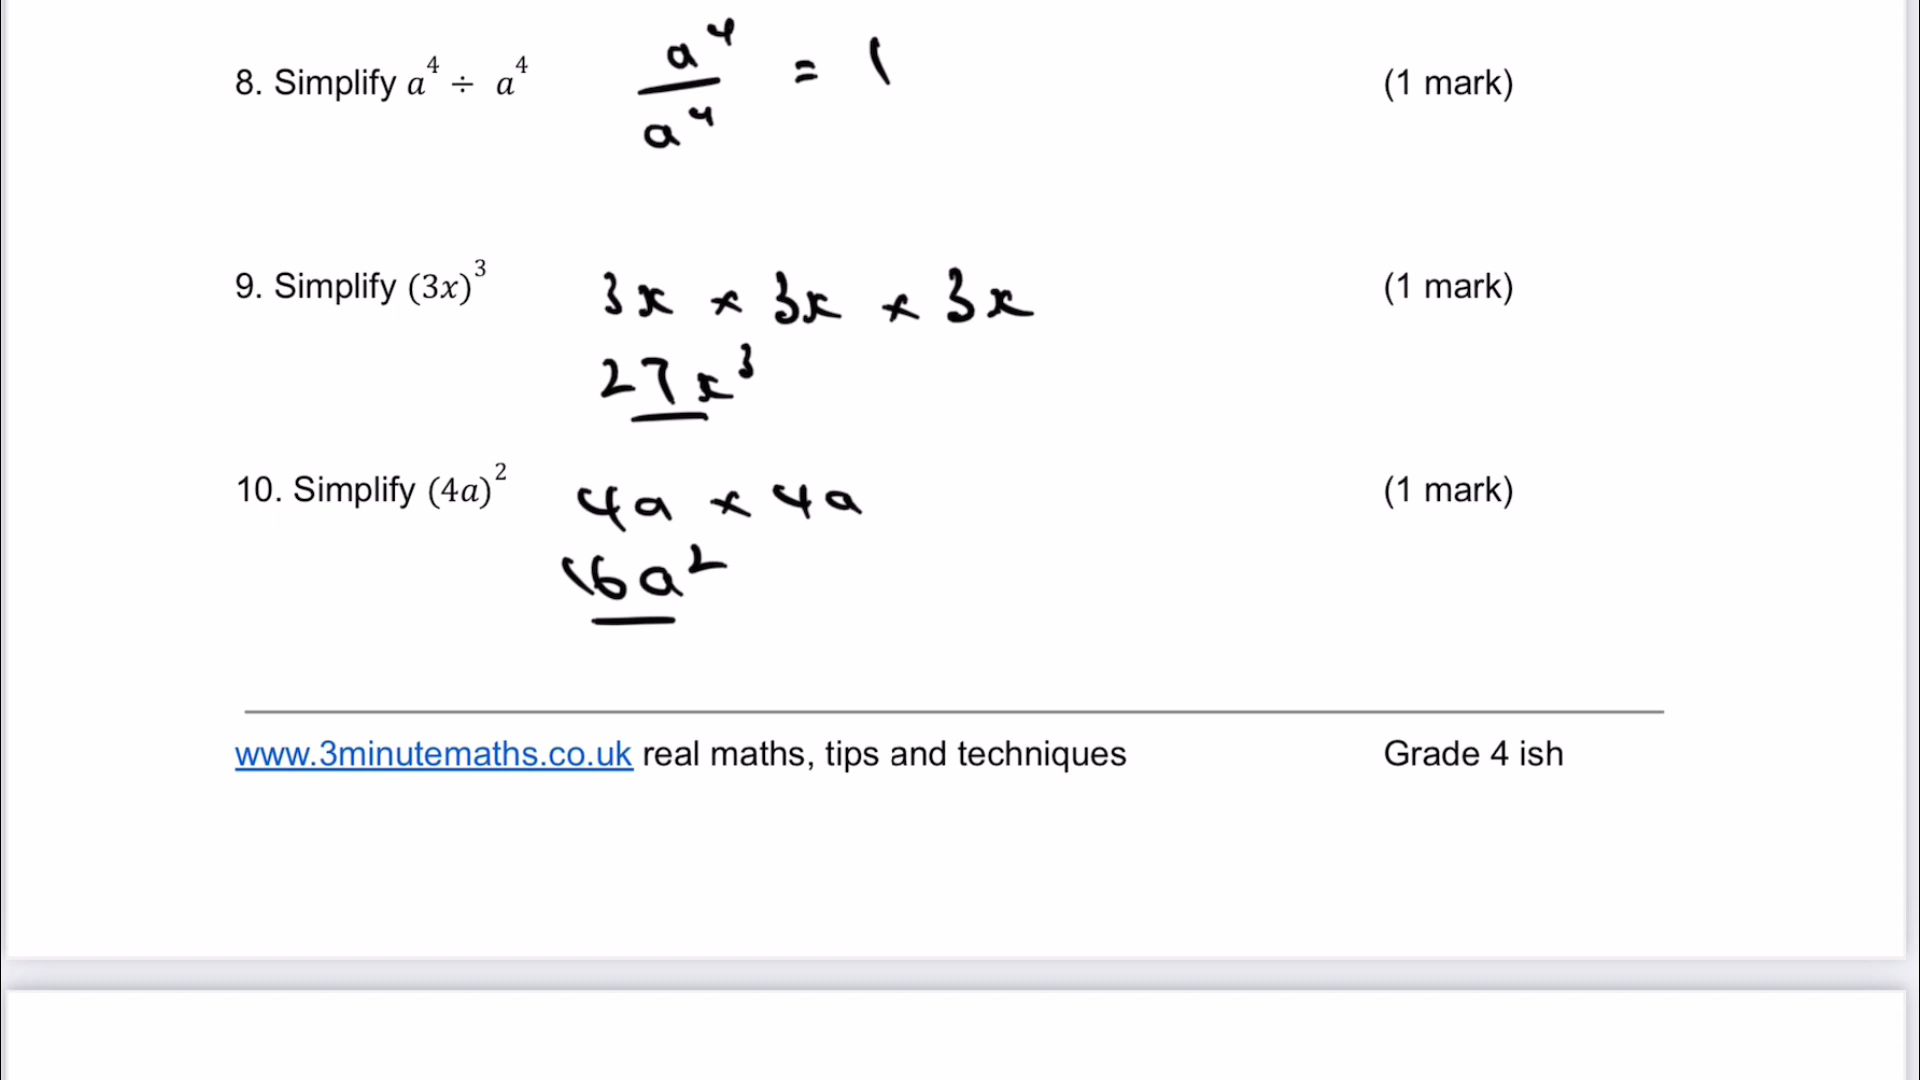 8. Simplify a⁴ ÷ a⁴ a⁴/a⁴ = 1 (1 mark)
9. Simplify (3x)³ 3x × 3x × 3x (1 mark)
27x³
10. Simplify (4a)² 4a × 4a (1 mark)
16a²
www.3minutemaths.co.uk real maths, tips and techniques Grade 4 ish